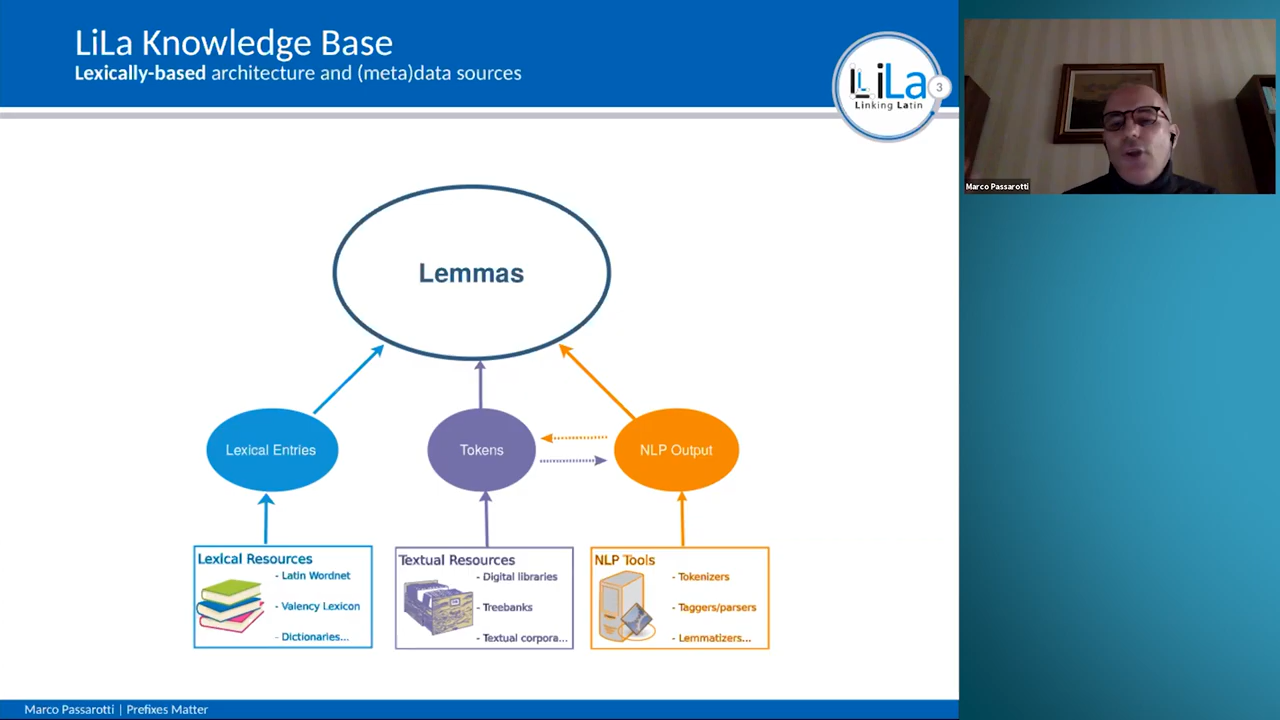 LiLa Knowledge Base
Lexically-based architecture and (meta)data sources
LiLa
Linking Latin
3
Marco Passarotti
Lemmas
Lexical Entries
Tokens
NLP Output
Lexical Resources
- Latin Wordnet
- Valency Lexicon
- Dictionaries...
Textual Resources
- Digital libraries
- Treebanks
- Textual corpora...
NLP Tools
- Tokenizers
- Taggers/parsers
- Lemmatizers...
Marco Passarotti | Prefixes Matter